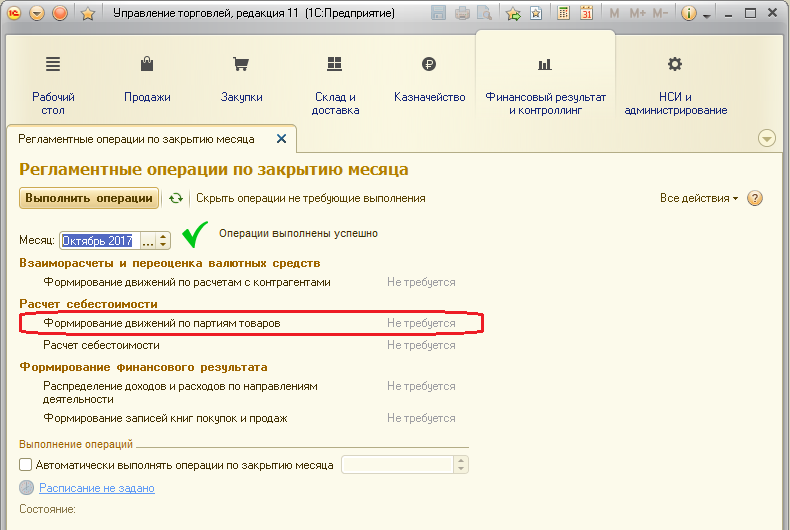 Управление торговлей, редакция 11 (1С:Предприятие)
M M+ M-
Рабочий стол
Продажи
Закупки
Склад и доставка
Казначейство
Финансовый результат и контроллинг
НСИ и администрирование
Регламентные операции по закрытию месяца
Регламентные операции по закрытию месяца
Выполнить операции Скрыть операции не требующие выполнения Все действия
Месяц: Октябрь 2017 ... Операции выполнены успешно
Взаиморасчеты и переоценка валютных средств
Формирование движений по расчетам с контрагентами Не требуется
Расчет себестоимости
Формирование движений по партиям товаров Не требуется
Расчет себестоимости Не требуется
Формирование финансового результата
Распределение доходов и расходов по направлениям Не требуется
деятельности
Формирование записей книг покупок и продаж Не требуется
Выполнение операций
Автоматически выполнять операции по закрытию месяца
Расписание не задано
Состояние: